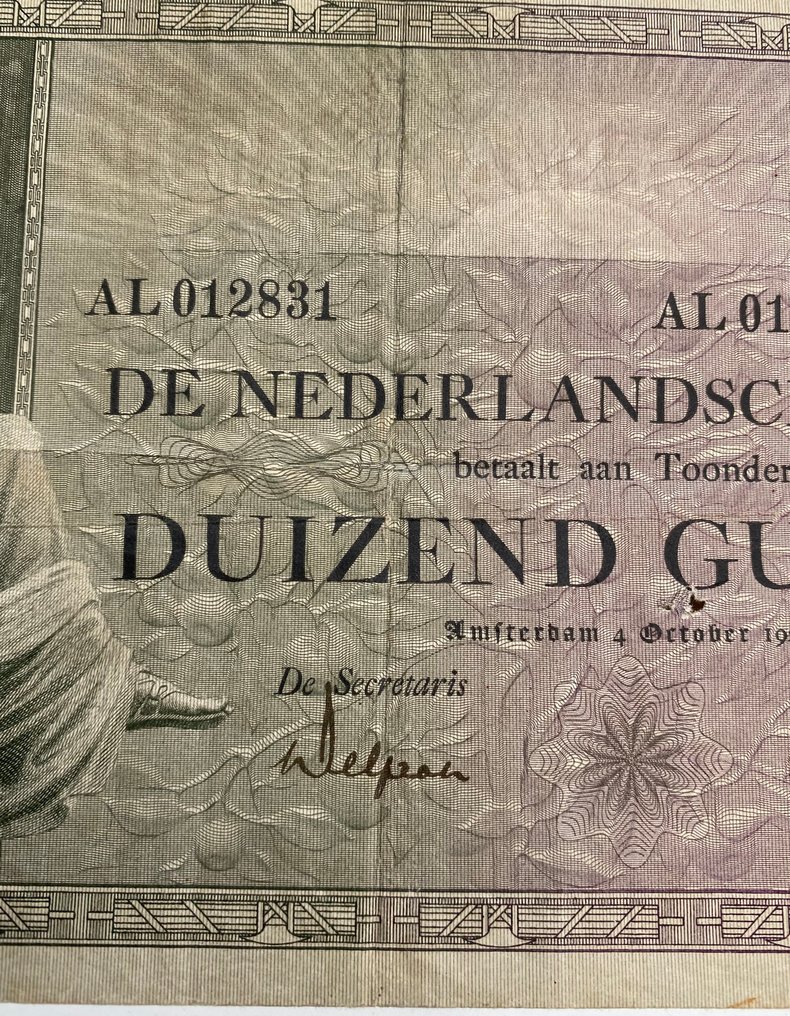 AL 012831 AL 01
DE NEDERLANDSC
betaalt aan Toonder
DUIZEND GU
Amsterdam 4 October 19
De Secretaris